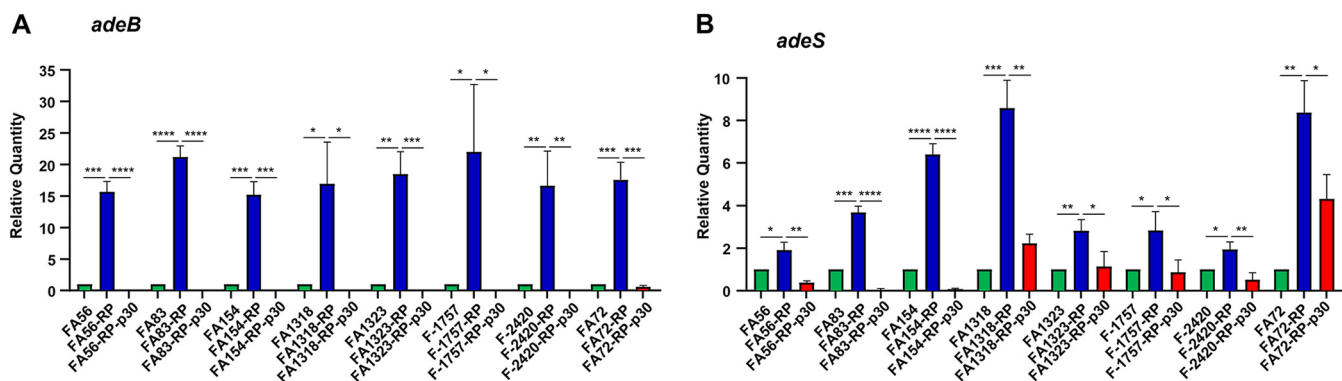 A
adeB
Relative Quantity
35
30
25
20
15
10
5
0
*** ****
**** ****
*** ***
* *
** ***
* *
** **
*** ***
FA56
FA56-RP
FA56-RP-p30
FA83
FA83-RP
FA83-RP-p30
FA154
FA154-RP
FA154-RP-p30
FA1318
FA1318-RP
FA1318-RP-p30
FA1323
FA1323-RP
FA1323-RP-p30
F-1757
F-1757-RP
F-1757-RP-p30
F-2420
F-2420-RP
F-2420-RP-p30
FA72
FA72-RP
FA72-RP-p30
B
adeS
Relative Quantity
10
8
6
4
2
0
* **
*** ****
**** ****
*** **
** *
* *
* **
** *
FA56
FA56-RP
FA56-RP-p30
FA83
FA83-RP
FA83-RP-p30
FA154
FA154-RP
FA154-RP-p30
FA1318
FA1318-RP
FA1318-RP-p30
FA1323
FA1323-RP
FA1323-RP-p30
F-1757
F-1757-RP
F-1757-RP-p30
F-2420
F-2420-RP
F-2420-RP-p30
FA72
FA72-RP
FA72-RP-p30